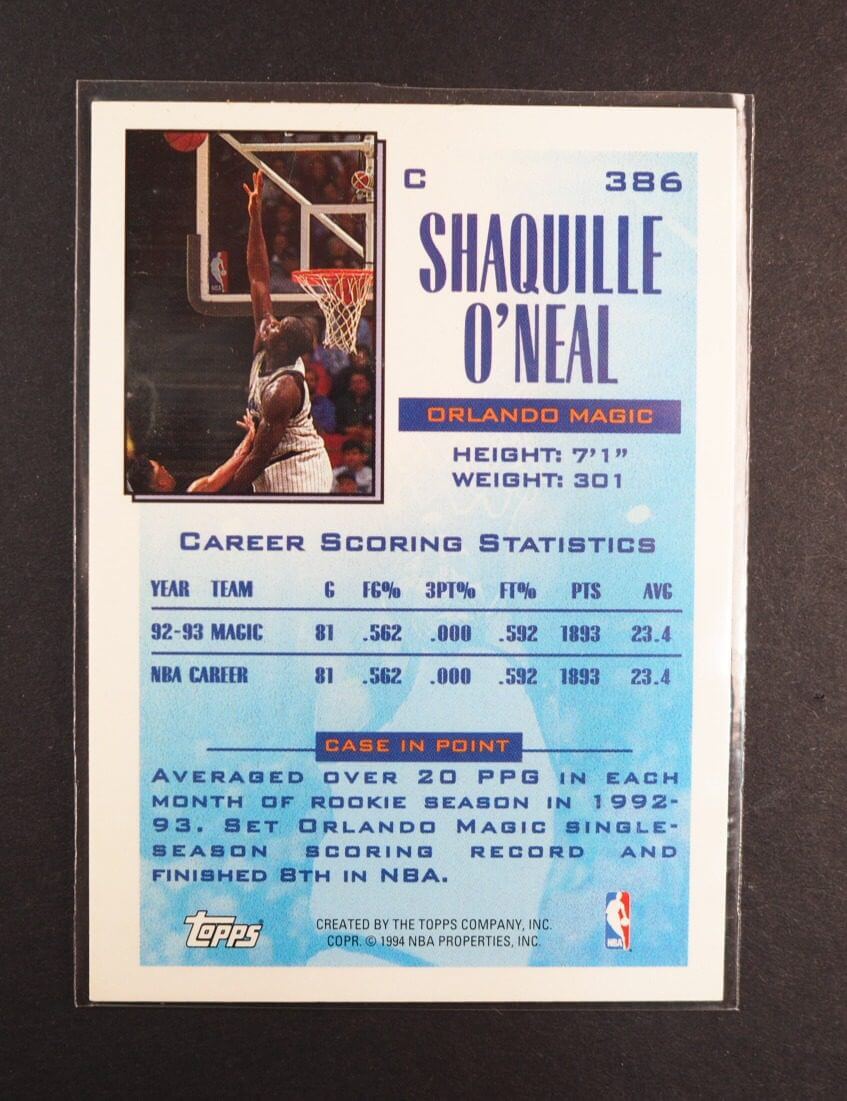 C 386
SHAQUILLE
O'NEAL
ORLANDO MAGIC
HEIGHT: 7'1"
WEIGHT: 301
CAREER SCORING STATISTICS
YEAR TEAM G FG% 3PT% FT% PTS AVG
92-93 MAGIC 81 .562 .000 .592 1893 23.4
NBA CAREER 81 .562 .000 .592 1893 23.4
CASE IN POINT
AVERAGED OVER 20 PPG IN EACH
MONTH OF ROOKIE SEASON IN 1992-
93. SET ORLANDO MAGIC SINGLE-
SEASON SCORING RECORD AND
FINISHED 8TH IN NBA.
Topps®
CREATED BY THE TOPPS COMPANY, INC.
COPR. © 1994 NBA PROPERTIES, INC.
NBA